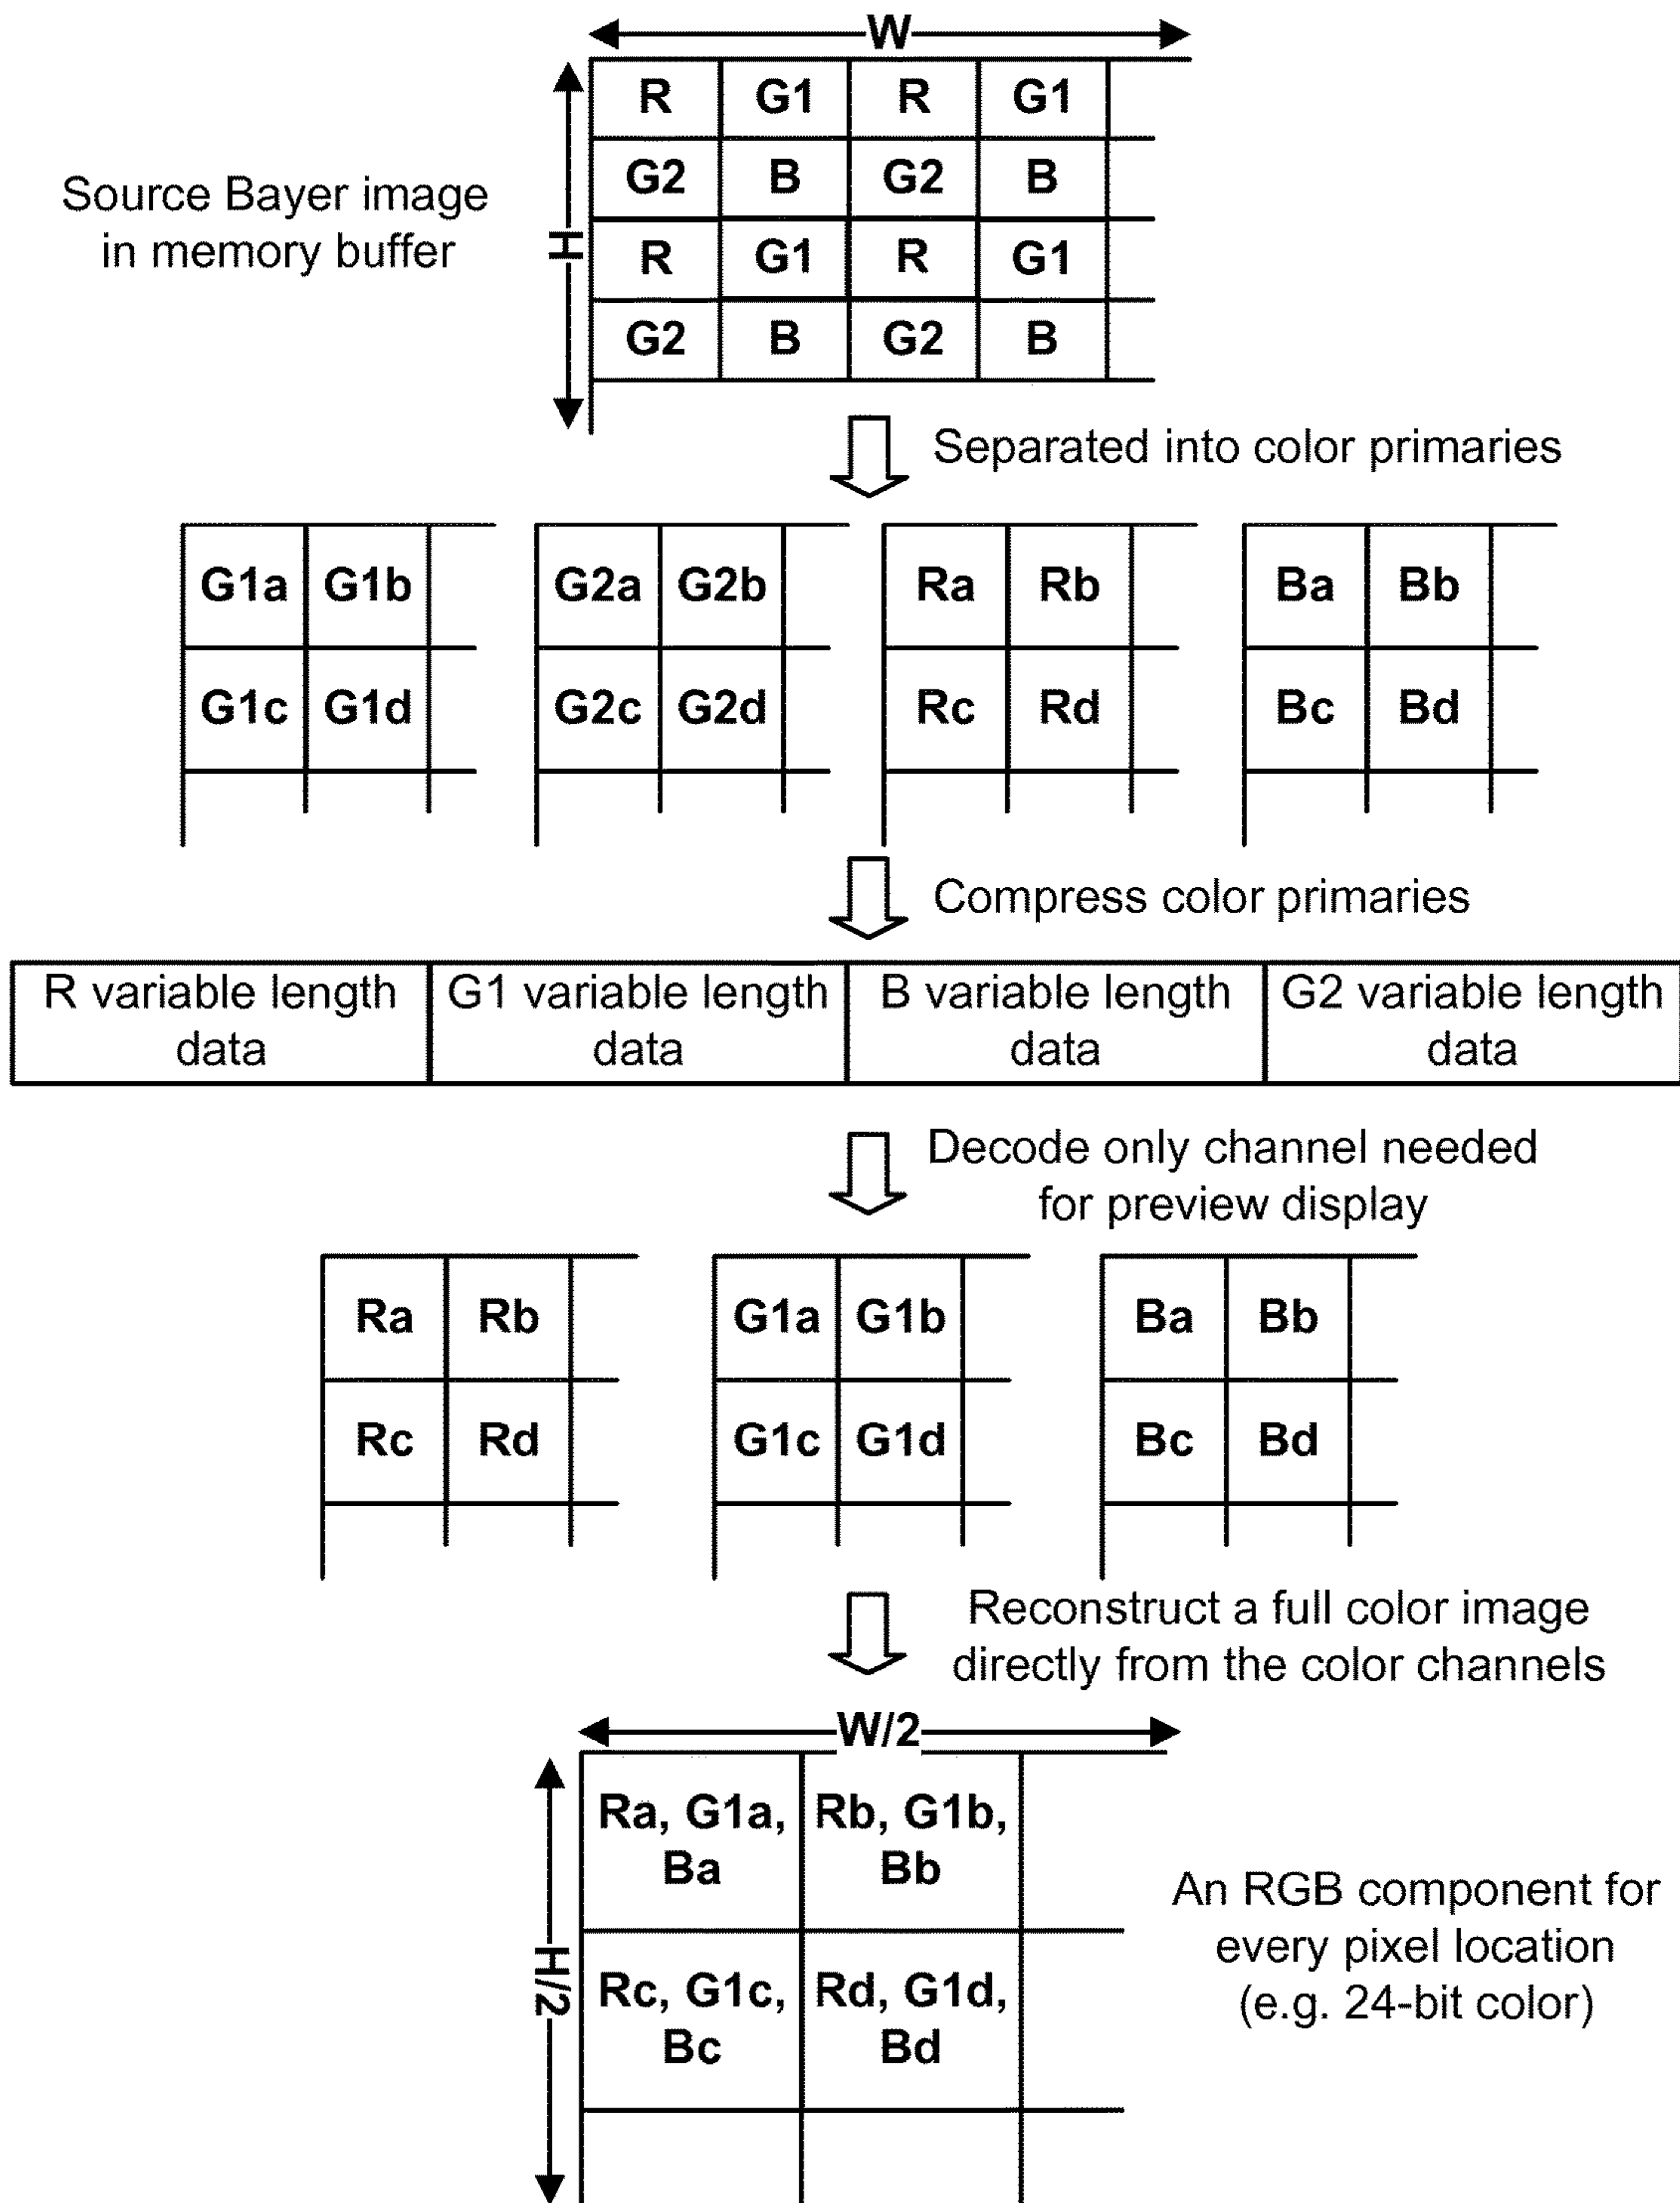 W
R G1 R G1
G2 B G2 B
Source Bayer image
in memory buffer
H
R G1 R G1
G2 B G2 B
Separated into color primaries
G1a G1b G2a G2b Ra Rb Ba Bb
G1c G1d G2c G2d Rc Rd Bc Bd
Compress color primaries
R variable length
data
G1 variable length
data
B variable length
data
G2 variable length
data
Decode only channel needed
for preview display
Ra Rb G1a G1b Ba Bb
Rc Rd G1c G1d Bc Bd
Reconstruct a full color image
directly from the color channels
W/2
H/2
Ra, G1a,
Ba
Rb, G1b,
Bb
Rc, G1c,
Bc
Rd, G1d,
Bd
An RGB component for
every pixel location
(e.g. 24-bit color)